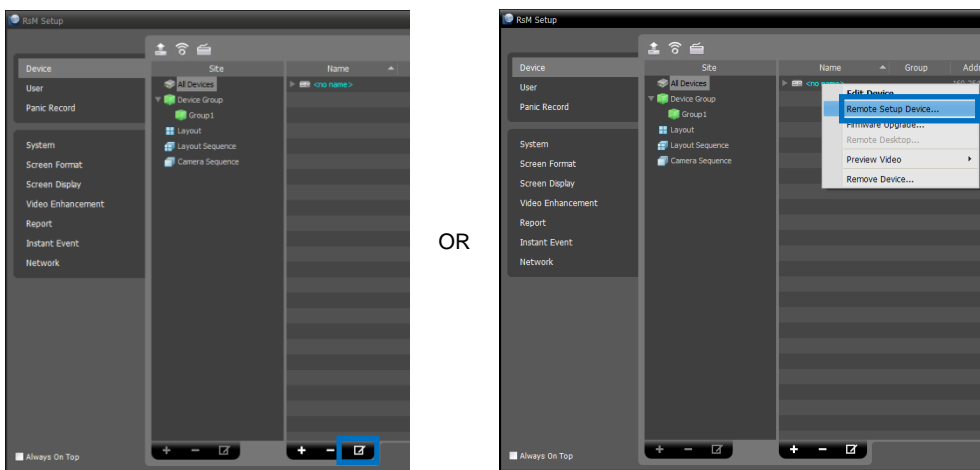 RsM Setup
Site
Name
Device
User
Panic Record
System
Screen Format
Screen Display
Video Enhancement
Report
Instant Event
Network
All Devices
Device Group
Group1
Layout
Layout Sequence
Camera Sequence
<no name>
+ -
+ -
Always On Top
OR
RsM Setup
Site
Name
Group
Addr
Device
User
Panic Record
System
Screen Format
Screen Display
Video Enhancement
Report
Instant Event
Network
All Devices
Device Group
Group1
Layout
Layout Sequence
Camera Sequence
Edit Device
Remote Setup Device...
Firmware Upgrade...
Remote Desktop...
Preview Video
Remove Device...
+ -
+ -
Always On Top